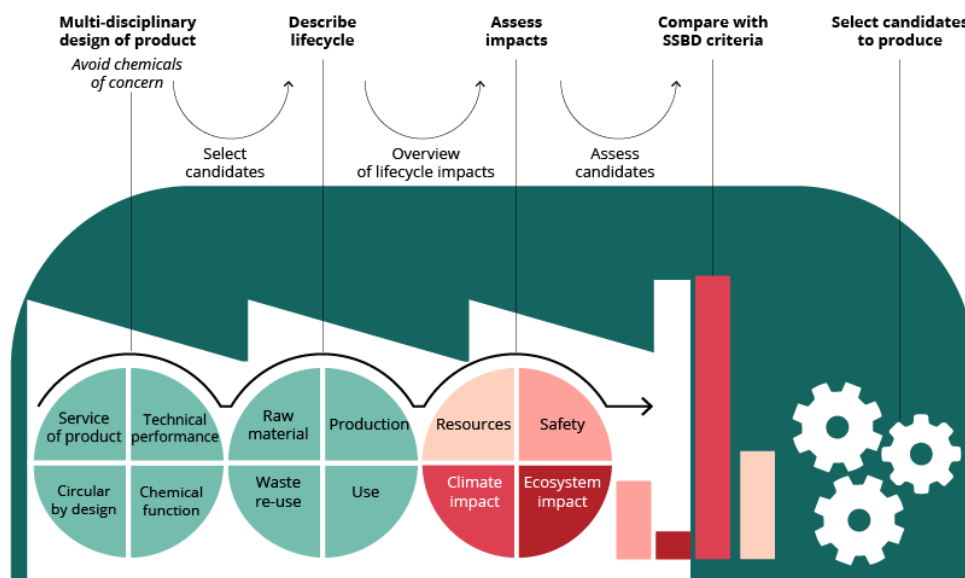 Multi-disciplinary
design of product
Avoid chemicals
of concern
Describe
lifecycle
Assess
impacts
Compare with
SSBD criteria
Select candidates
to produce
Select
candidates
Overview
of lifecycle impacts
Assess
candidates
Service
of product
Technical
performance
Circular
by design
Chemical
function
Raw
material
Production
Waste
re-use
Use
Resources
Safety
Climate
impact
Ecosystem
impact